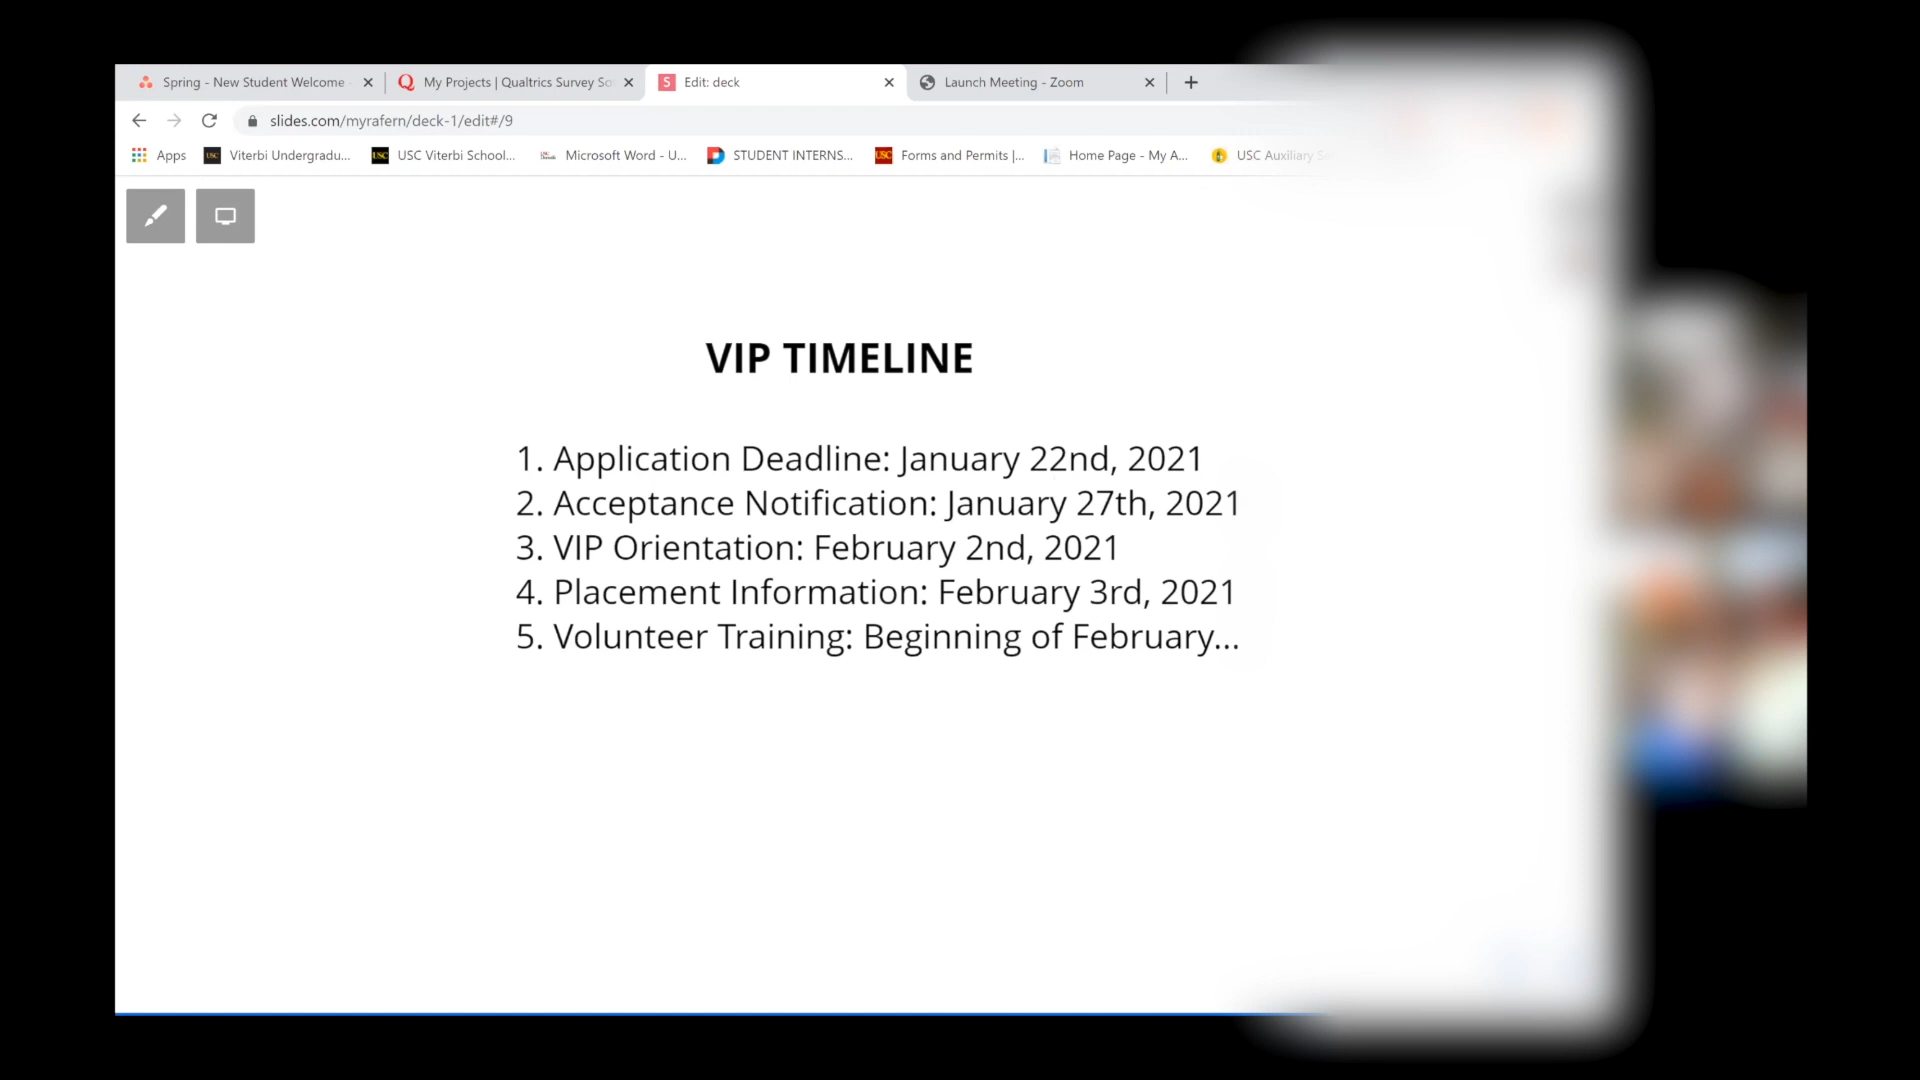 Spring - New Student Welcome
My Projects | Qualtrics Survey So
Edit: deck
Launch Meeting - Zoom
slides.com/myrafern/deck-1/edit#/9
Apps
Viterbi Undergradu...
USC Viterbi School...
Microsoft Word - U...
STUDENT INTERNS...
Forms and Permits |...
Home Page - My A...
USC Auxiliary
VIP TIMELINE
1. Application Deadline: January 22nd, 2021
2. Acceptance Notification: January 27th, 2021
3. VIP Orientation: February 2nd, 2021
4. Placement Information: February 3rd, 2021
5. Volunteer Training: Beginning of February...